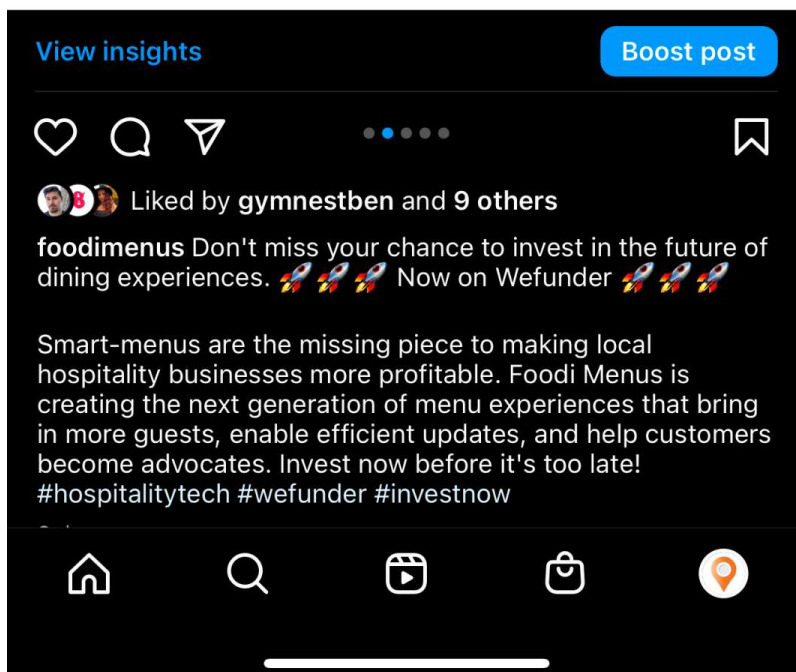 View insights
Boost post
Liked by gymnestben and 9 others
foodimenus Don't miss your chance to invest in the future of
dining experiences. 🚀🚀🚀 Now on Wefunder 🚀🚀🚀
Smart-menus are the missing piece to making local
hospitality businesses more profitable. Foodi Menus is
creating the next generation of menu experiences that bring
in more guests, enable efficient updates, and help customers
become advocates. Invest now before it's too late!
#hospitalitytech #wefunder #investnow